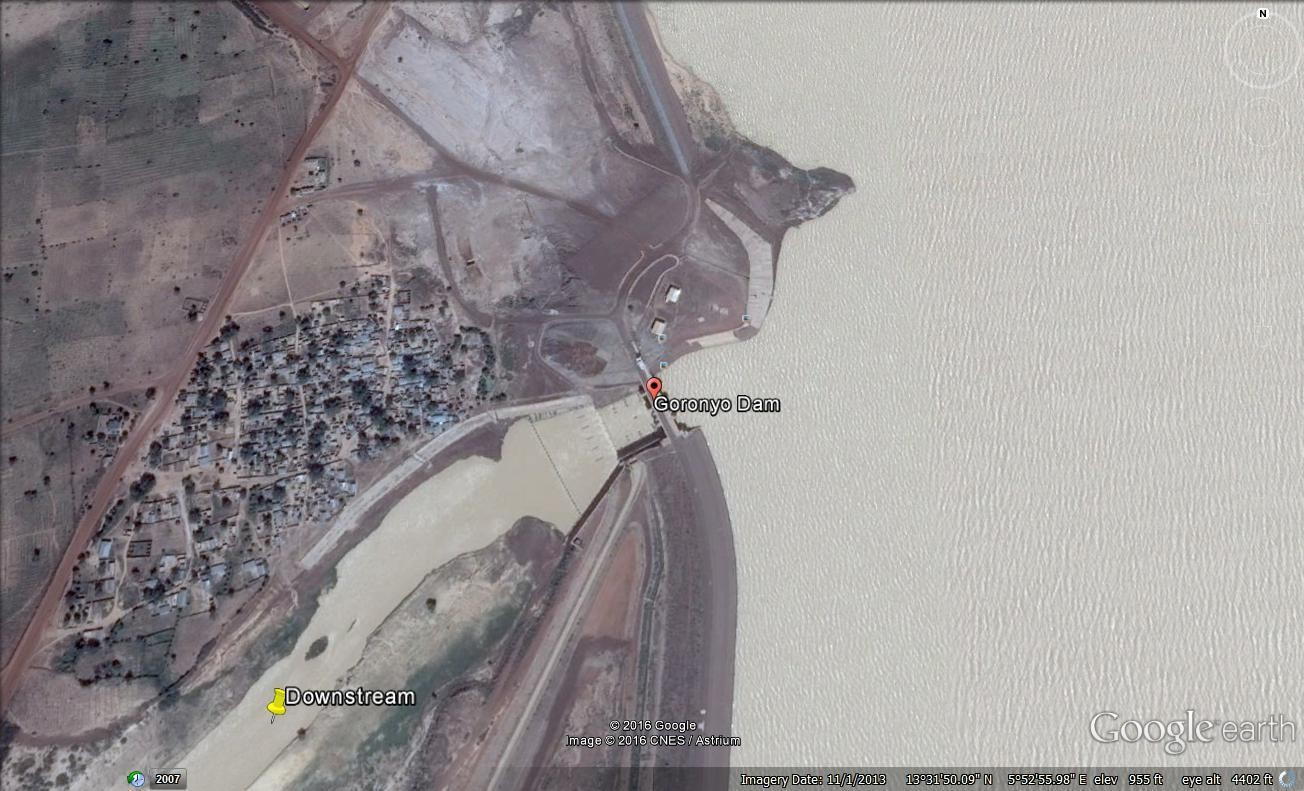 N
Goronyo Dam
Downstream
© 2016 Google
Image © 2016 CNES / Astrium
Google earth
2007
Imagery Date: 11/1/2013 13°31'50.09" N 5°52'55.98" E elev 955 ft eye alt 4402 ft